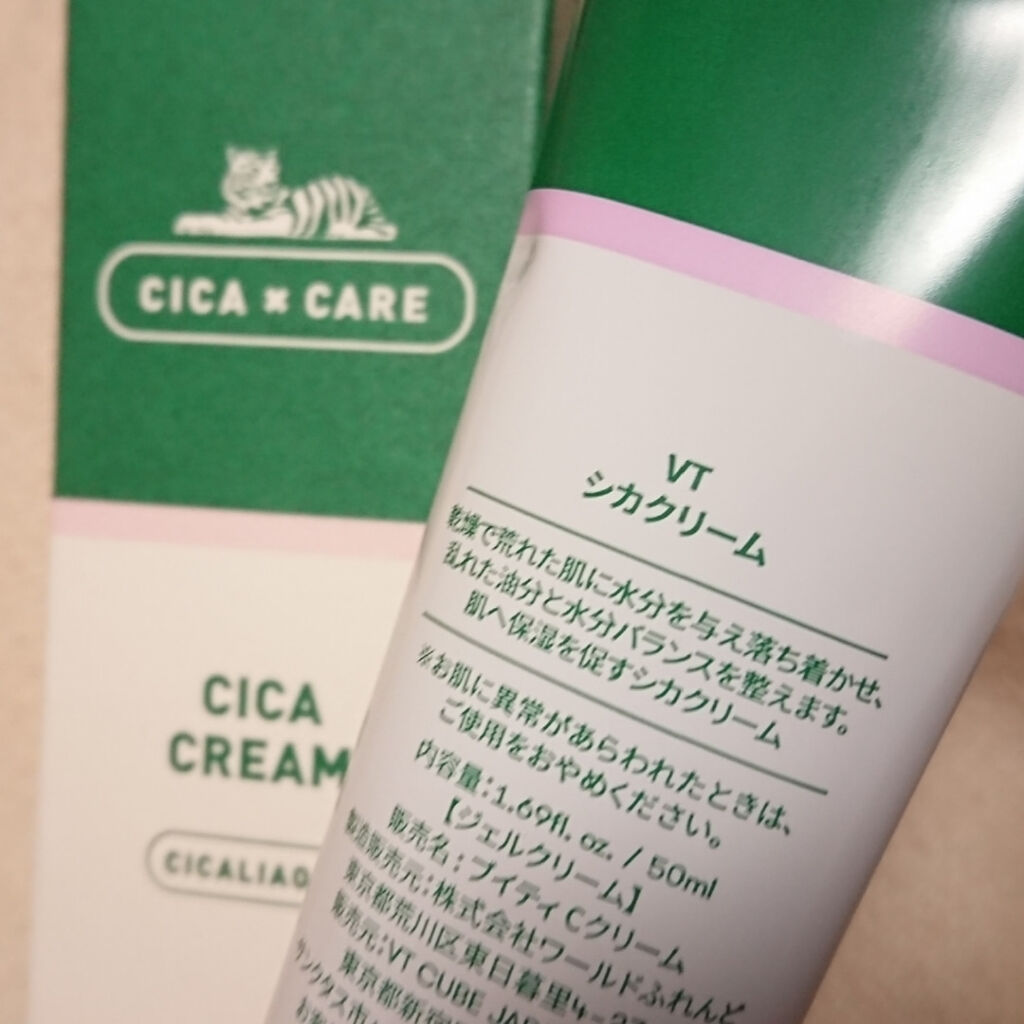 CICA × CARE
CICA
CREAM
VT
シカクリーム
乾燥で荒れた肌に水分を与え落ち着かせ、
乱れた油分と水分バランスを整えます。
肌へ保湿を促すシカクリーム
※お肌に異常があらわれたときは、
ご使用をおやめください。
内容量:1.69fl. oz. / 50ml
【ジェルクリーム】
販売名:ブイティCクリーム
製造販売元:株式会社ワールドふれんど
東京都荒川区東日暮里4-
販売元:VT CUBE
東京都新宿